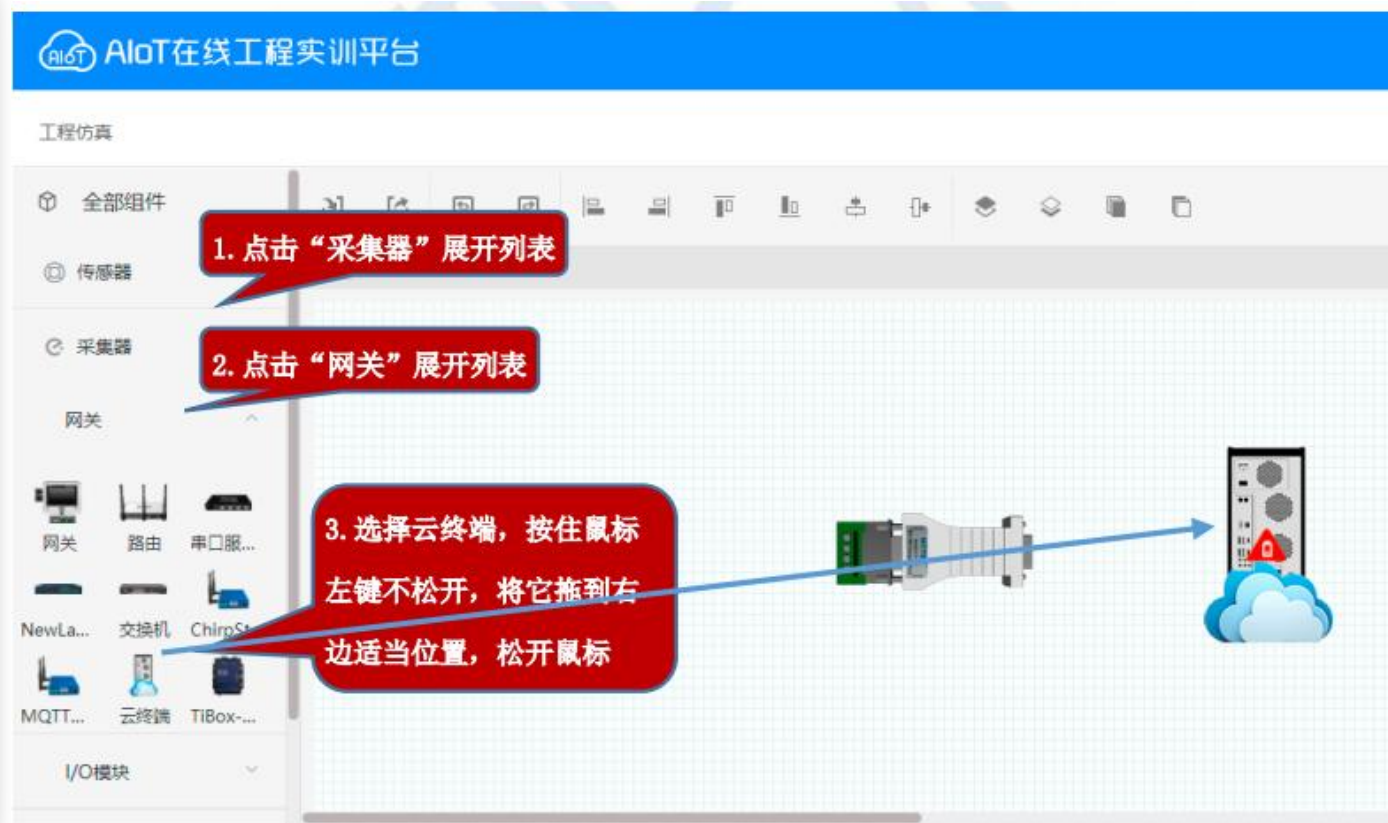 AIoT AIoT在线工程实训平台
工程仿真
全部组件
1. 点击“采集器”展开列表
传感器
采集器
2. 点击“网关”展开列表
网关
网关 路由 串口服...
3. 选择云终端，按住鼠标
左键不松开，将它拖到右
边适当位置，松开鼠标
NewLa... 交换机 ChirpSt...
MQTT... 云终端 TiBox-...
I/O模块